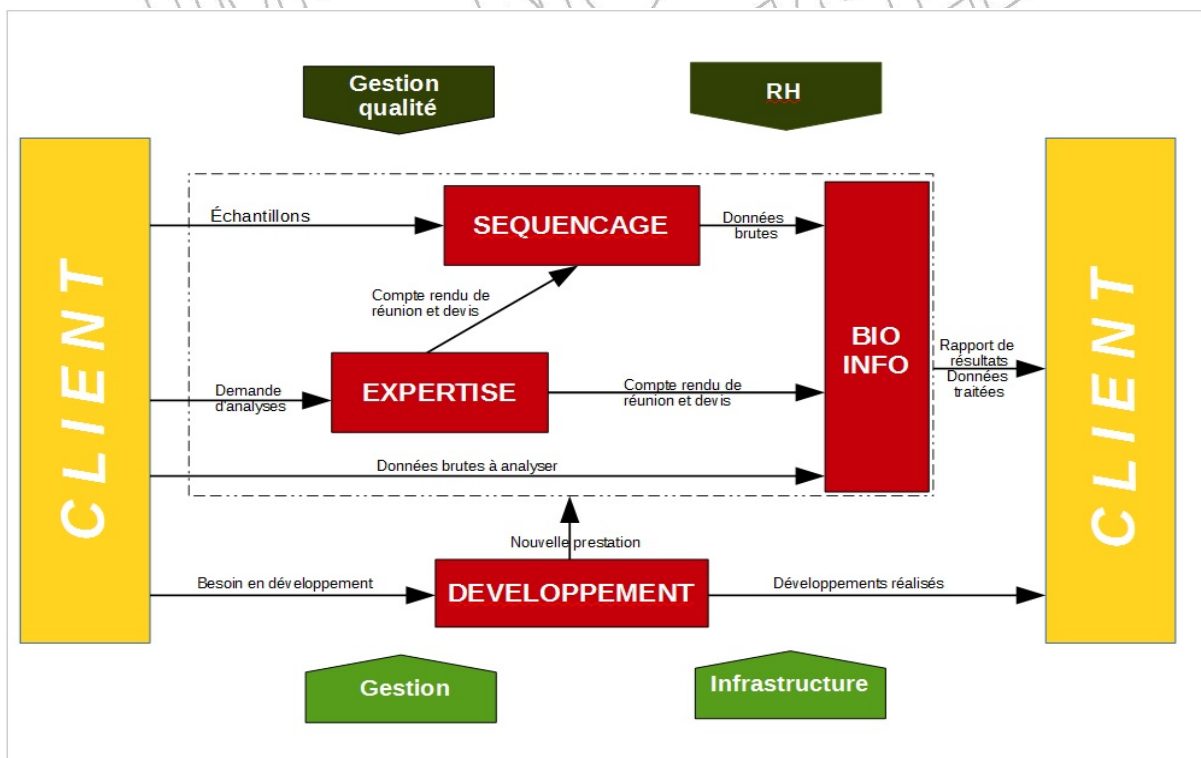 Gestion
qualité
RH
CLIENT
Échantillons
SEQUENCAGE
Données
brutes
Compte rendu de
réunion et devis
BIO
INFO
Demande
d'analyses
EXPERTISE
Compte rendu de
réunion et devis
Rapport de
résultats
Données
traitées
Données brutes à analyser
Nouvelle prestation
Besoin en développement
DEVELOPPEMENT
Développements réalisés
CLIENT
Gestion
Infrastructure